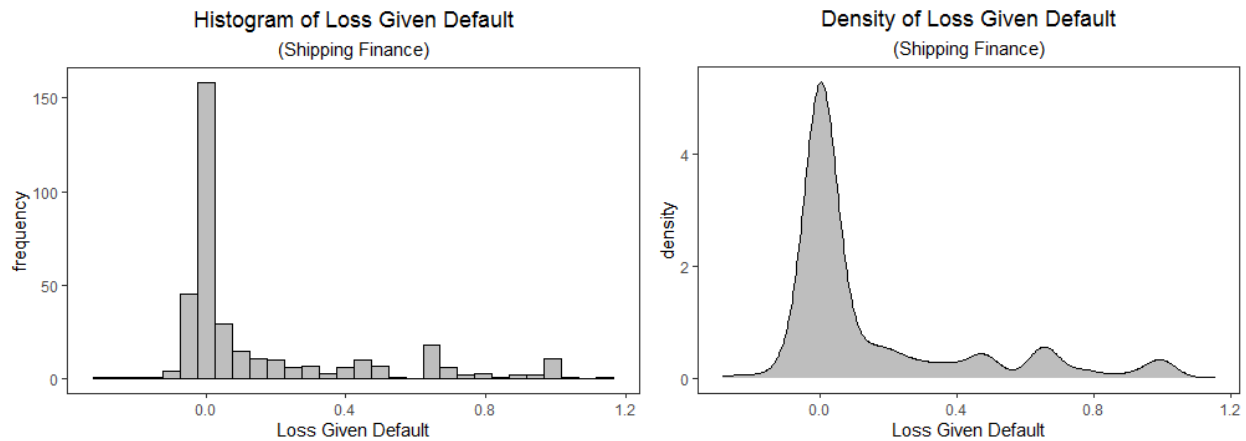 Histogram of Loss Given Default
(Shipping Finance)
150
100
50
0
frequency
0.0 0.4 0.8 1.2
Loss Given Default
Density of Loss Given Default
(Shipping Finance)
4
2
0
density
0.0 0.4 0.8 1.2
Loss Given Default